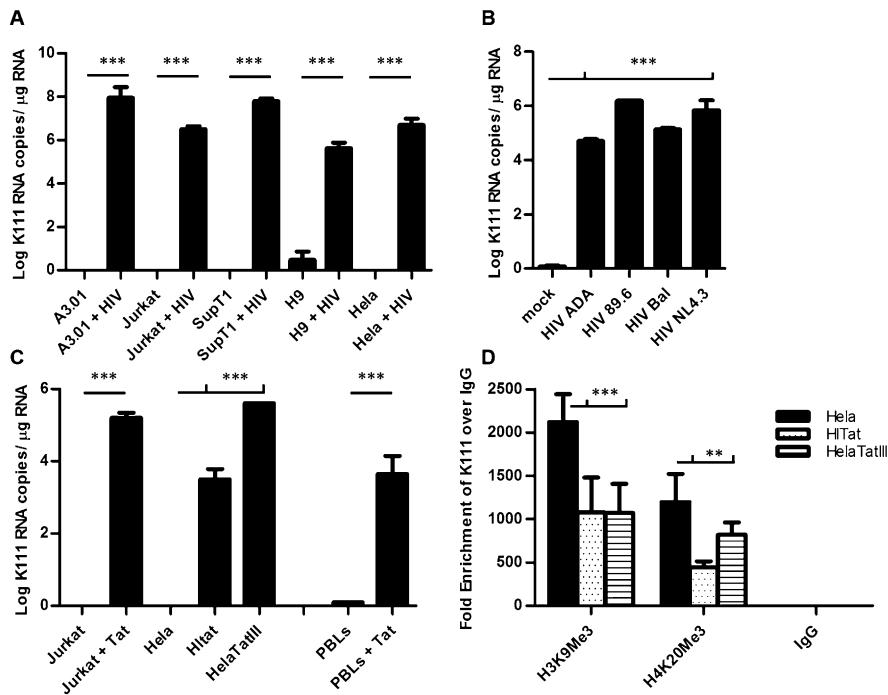 A
Log K111 RNA copies/ μg RNA
10
8
6
4
2
0
*** *** *** *** ***
A3.01
A3.01 + HIV
Jurkat
Jurkat + HIV
SupT1
SupT1 + HIV
H9
H9 + HIV
Hela
Hela + HIV
B
Log K111 RNA copies/ μg RNA
8
6
4
2
0
***
mock
HIV ADA
HIV 89.6
HIV Bal
HIV NL4.3
C
Log K111 RNA copies/ μg RNA
6
4
2
0
*** *** ***
Jurkat
Jurkat + Tat
Hela
Hltat
HelaTatIII
PBLs
PBLs + Tat
D
Fold Enrichment of K111 over IgG
2500
2000
1500
1000
500
0
***
**
Hela
HlTat
HelaTatIII
H3K9Me3
H4K20Me3
IgG